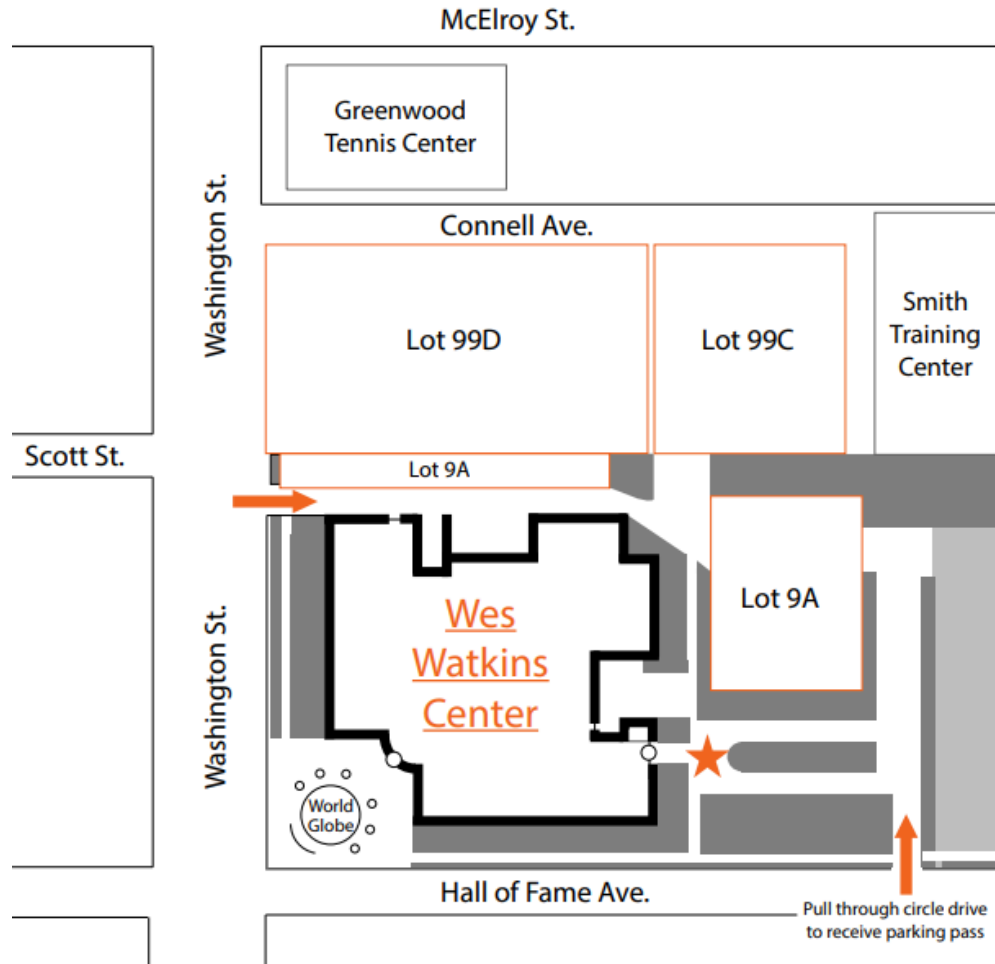 McElroy St.
Greenwood
Tennis Center
Washington St.
Connell Ave.
Lot 99D
Lot 99C
Smith
Training
Center
Scott St.
Lot 9A
Lot 9A
Wes
Watkins
Center
Washington St.
World
Globe
Hall of Fame Ave.
Pull through circle drive
to receive parking pass